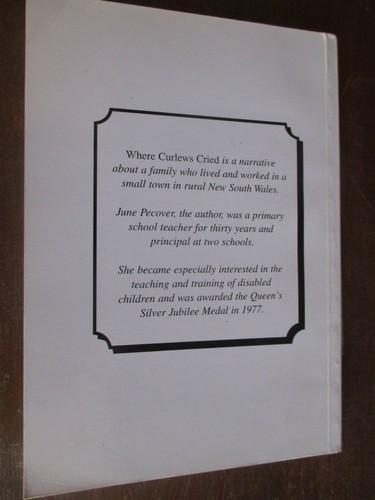 Where Curlews Cried is a narrative
about a family who lived and worked in a
small town in rural New South Wales.
June Pecover, the author, was a primary
school teacher for thirty years and
principal at two schools.
She became especially interested in the
teaching and training of disabled
children and was awarded the Queen's
Silver Jubilee Medal in 1977.